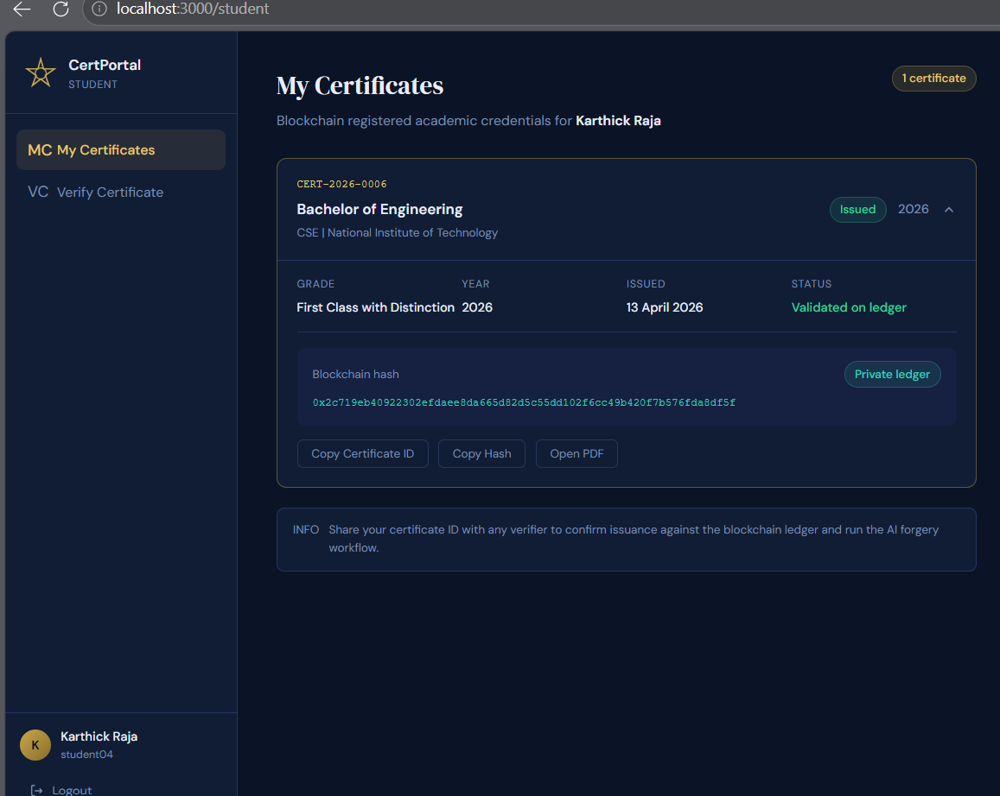 localhost:3000/student
CertPortal
STUDENT
MC My Certificates
VC Verify Certificate
My Certificates
1 certificate
Blockchain registered academic credentials for Karthick Raja
CERT-2026-0006
Bachelor of Engineering
Issued 2026
CSE | National Institute of Technology
GRADE YEAR ISSUED STATUS
First Class with Distinction 2026 13 April 2026 Validated on ledger
Blockchain hash
Private ledger
0x2c719eb40922302efdaee8da665d82d5c55dd102f6cc49b420f7b576fda8df5f
Copy Certificate ID Copy Hash Open PDF
INFO Share your certificate ID with any verifier to confirm issuance against the blockchain ledger and run the AI forgery
workflow.
K
Karthick Raja
student04
Logout